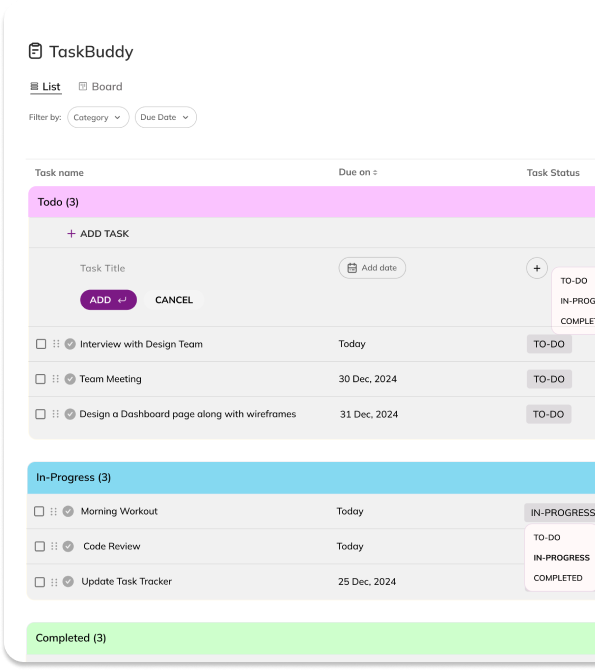 TaskBuddy
List Board
Filter by: Category Due Date
Task name Due on Task Status
Todo (3)
+ ADD TASK
Task Title Add date +
TO-DO
IN-PROG
COMPLET
ADD CANCEL
Interview with Design Team Today TO-DO
Team Meeting 30 Dec, 2024 TO-DO
Design a Dashboard page along with wireframes 31 Dec, 2024 TO-DO
In-Progress (3)
Morning Workout Today IN-PROGRESS
TO-DO
IN-PROGRESS
COMPLETED
Code Review Today
Update Task Tracker 25 Dec, 2024
Completed (3)